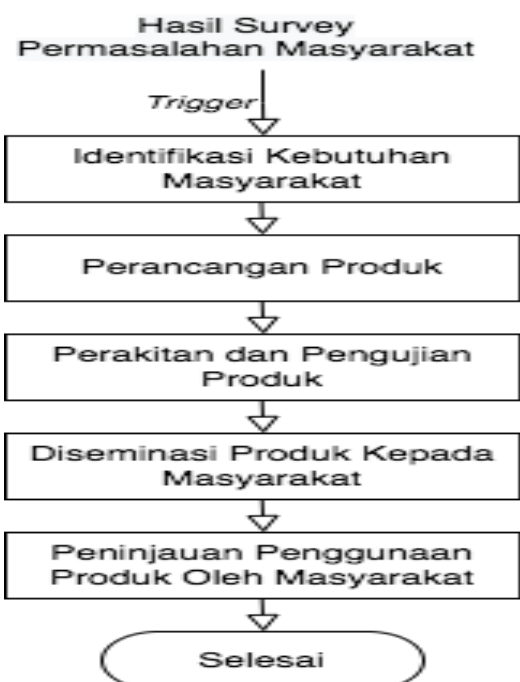 Hasil Survey
Permasalahan Masyarakat
Trigger
Identifikasi Kebutuhan
Masyarakat
Perancangan Produk
Perakitan dan Pengujian
Produk
Diseminasi Produk Kepada
Masyarakat
Peninjauan Penggunaan
Produk Oleh Masyarakat
Selesai